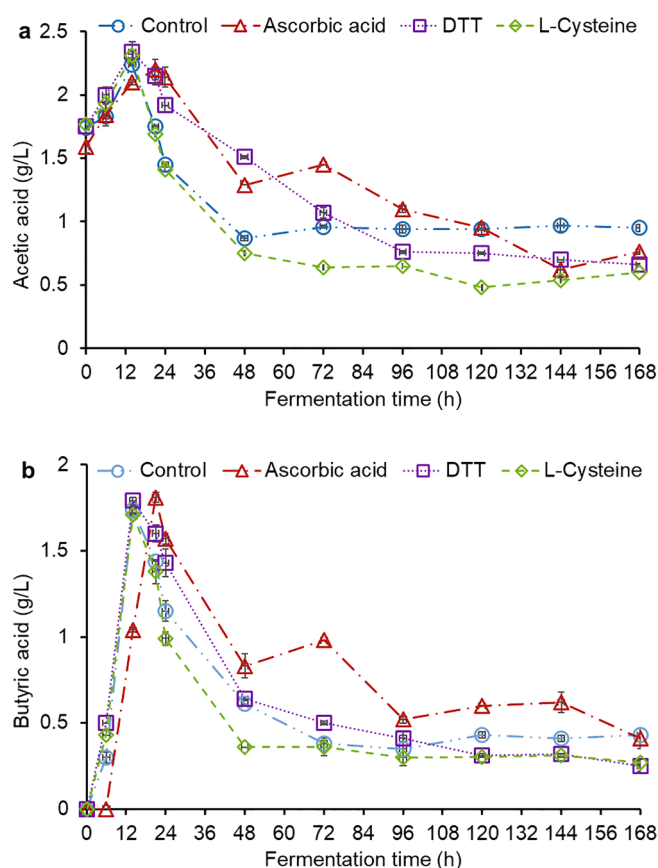 a
Control Ascorbic acid DTT L-Cysteine
2.5
2
1.5
1
0.5
0
Acetic acid (g/L)
0 12 24 36 48 60 72 84 96 108 120 132 144 156 168
Fermentation time (h)
b
Control Ascorbic acid DTT L-Cysteine
2
1.5
1
0.5
0
Butyric acid (g/L)
0 12 24 36 48 60 72 84 96 108 120 132 144 156 168
Fermentation time (h)